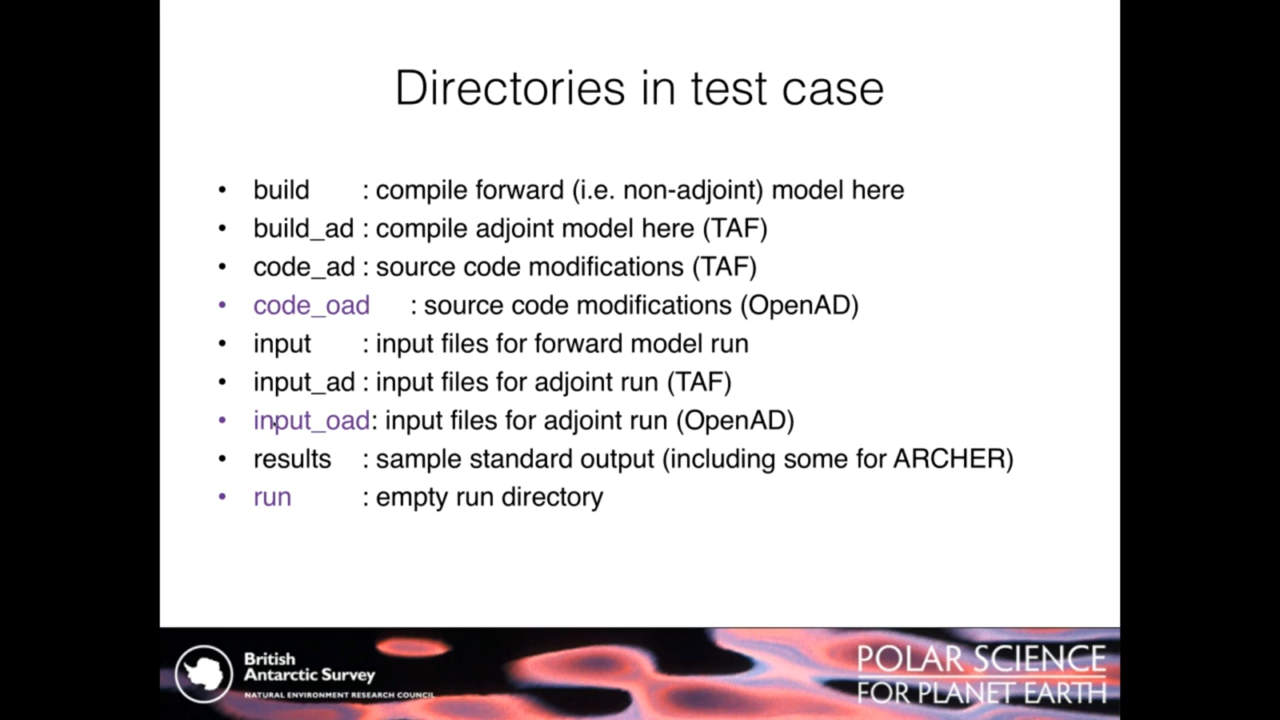 Directories in test case
• build : compile forward (i.e. non-adjoint) model here
• build_ad : compile adjoint model here (TAF)
• code_ad : source code modifications (TAF)
• code_oad : source code modifications (OpenAD)
• input : input files for forward model run
• input_ad : input files for adjoint run (TAF)
• input_oad: input files for adjoint run (OpenAD)
• results : sample standard output (including some for ARCHER)
• run : empty run directory
British
Antarctic Survey
NATURAL ENVIRONMENT RESEARCH COUNCIL
POLAR SCIENCE
FOR PLANET EARTH